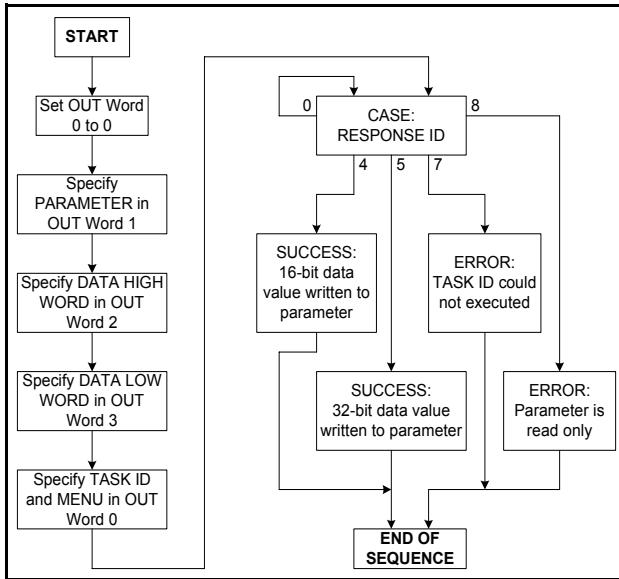 START
Set OUT Word
0 to 0
Specify
PARAMETER in
OUT Word 1
Specify DATA HIGH
WORD in OUT
Word 2
Specify DATA LOW
WORD in OUT
Word 3
Specify TASK ID
and MENU in OUT
Word 0
0
CASE:
RESPONSE ID
8
4
5
7
SUCCESS:
16-bit data
value written to
parameter
ERROR:
TASK ID could
not executed
SUCCESS:
32-bit data value
written to parameter
ERROR:
Parameter is
read only
END OF
SEQUENCE